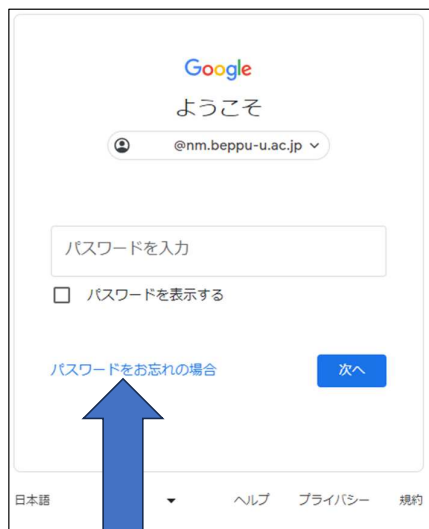 Google
ようこそ
@nm.beppu-u.ac.jp
パスワードを入力
パスワードを表示する
パスワードをお忘れの場合
次へ
日本語 ヘルプ プライバシー 規約